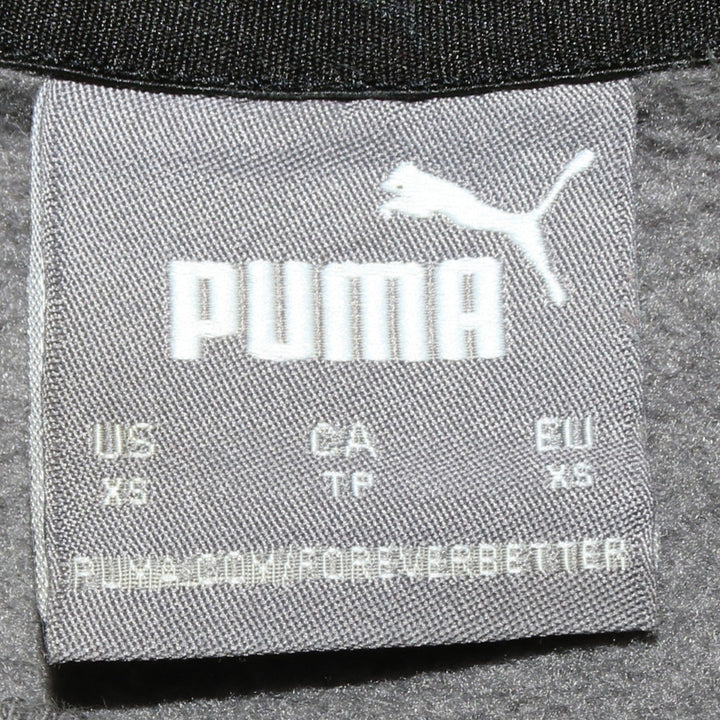 PUMA
US CA EU
XS TP XS
PUMA.COM/FOREVERBETTER